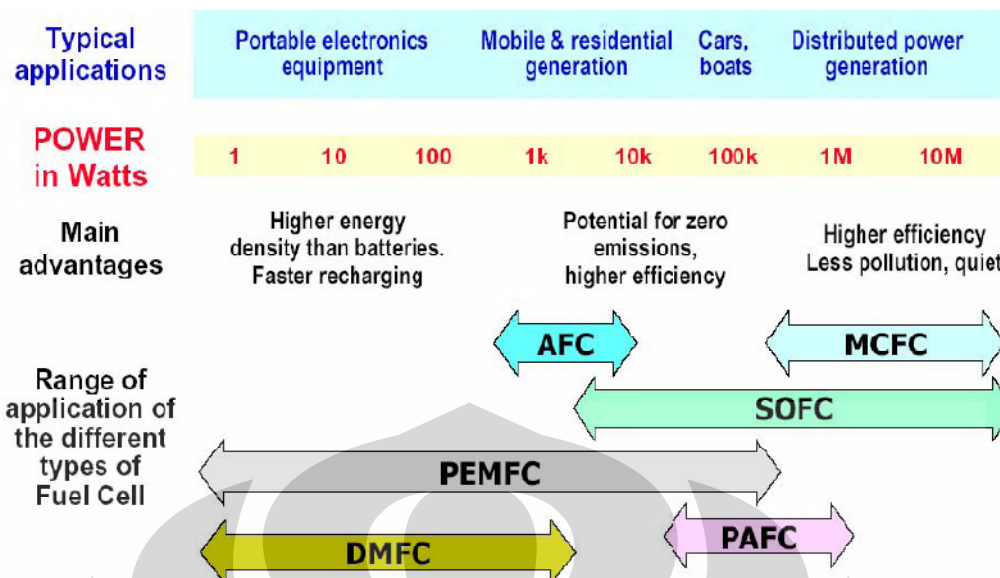 Typical
applications
Portable electronics
equipment
Mobile & residential
generation
Cars,
boats
Distributed power
generation
POWER
in Watts
1 10 100 1k 10k 100k 1M 10M
Main
advantages
Higher energy
density than batteries.
Faster recharging
Potential for zero
emissions,
higher efficiency
Higher efficiency
Less pollution, quiet
Range of
application of
the different
types of
Fuel Cell
AFC
MCFC
SOFC
PEMFC
DMFC
PAFC